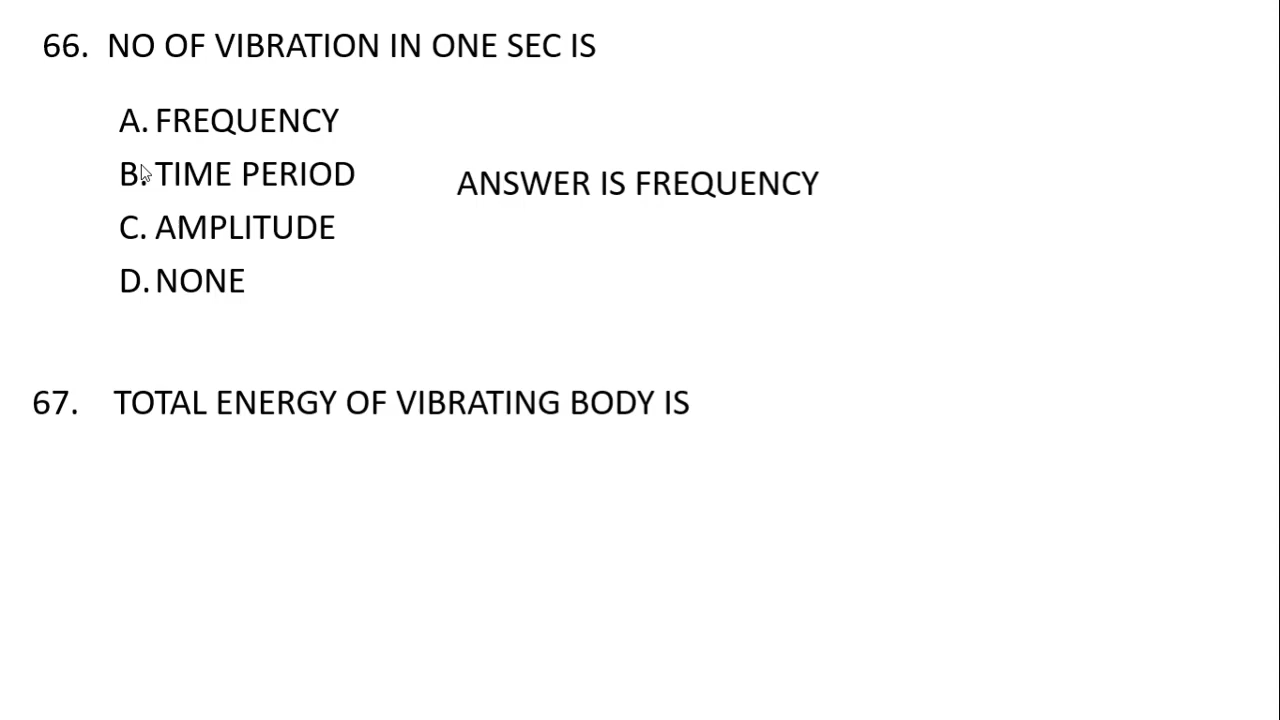 66. NO OF VIBRATION IN ONE SEC IS
A. FREQUENCY
B. TIME PERIOD
ANSWER IS FREQUENCY
C. AMPLITUDE
D. NONE
67. TOTAL ENERGY OF VIBRATING BODY IS